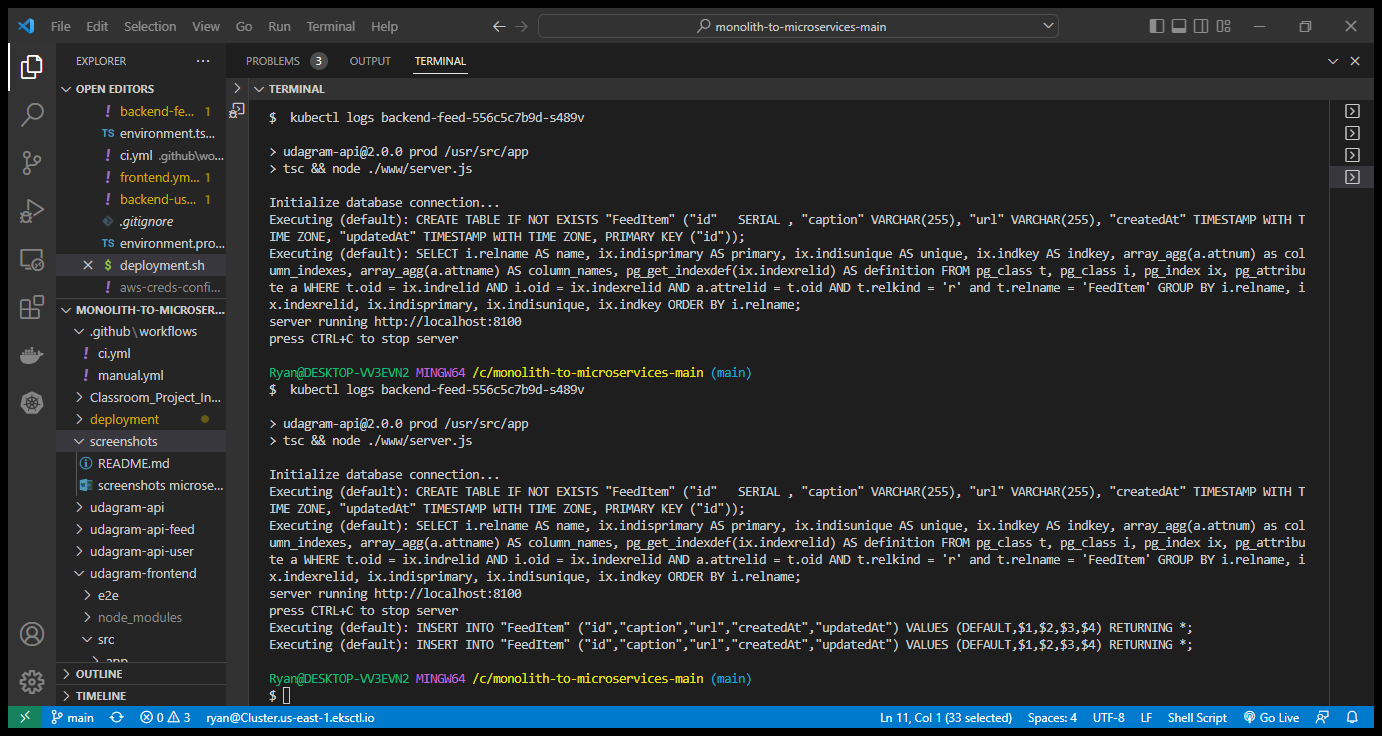 File Edit Selection View Go Run Terminal Help
monolith-to-microservices-main
EXPLORER
OPEN EDITORS
backend-fe... 1
environment.ts...
ci.yml .github\wo...
frontend.ym... 1
backend-us... 1
.gitignore
environment.pro...
deployment.sh
aws-creds-confi...
MONOLITH-TO-MICROSER...
.github\workflows
ci.yml
manual.yml
Classroom_Project_In...
deployment
screenshots
README.md
screenshots microse...
udagram-api
udagram-api-feed
udagram-api-user
udagram-frontend
e2e
node_modules
src
app
OUTLINE
TIMELINE
PROBLEMS 3 OUTPUT TERMINAL
TERMINAL
$ kubectl logs backend-feed-556c5c7b9d-s489v
> udagram-api@2.0.0 prod /usr/src/app
> tsc && node ./www/server.js
Initialize database connection...
Executing (default): CREATE TABLE IF NOT EXISTS "FeedItem" ("id"   SERIAL , "caption" VARCHAR(255), "url" VARCHAR(255), "createdAt" TIMESTAMP WITH T
IME ZONE, "updatedAt" TIMESTAMP WITH TIME ZONE, PRIMARY KEY ("id"));
Executing (default): SELECT i.relname AS name, ix.indisprimary AS primary, ix.indisunique AS unique, ix.indkey AS indkey, array_agg(a.attnum) as col
umn_indexes, array_agg(a.attname) AS column_names, pg_get_indexdef(ix.indexrelid) AS definition FROM pg_class t, pg_class i, pg_index ix, pg_attribu
te a WHERE t.oid = ix.indrelid AND i.oid = ix.indexrelid AND a.attrelid = t.oid AND t.relkind = 'r' and t.relname = 'FeedItem' GROUP BY i.relname, i
x.indexrelid, ix.indisprimary, ix.indisunique, ix.indkey ORDER BY i.relname;
server running http://localhost:8100
press CTRL+C to stop server
Ryan@DESKTOP-VV3EVN2 MINGW64 /c/monolith-to-microservices-main (main)
$ kubectl logs backend-feed-556c5c7b9d-s489v
> udagram-api@2.0.0 prod /usr/src/app
> tsc && node ./www/server.js
Initialize database connection...
Executing (default): CREATE TABLE IF NOT EXISTS "FeedItem" ("id"   SERIAL , "caption" VARCHAR(255), "url" VARCHAR(255), "createdAt" TIMESTAMP WITH T
IME ZONE, "updatedAt" TIMESTAMP WITH TIME ZONE, PRIMARY KEY ("id"));
Executing (default): SELECT i.relname AS name, ix.indisprimary AS primary, ix.indisunique AS unique, ix.indkey AS indkey, array_agg(a.attnum) as col
umn_indexes, array_agg(a.attname) AS column_names, pg_get_indexdef(ix.indexrelid) AS definition FROM pg_class t, pg_class i, pg_index ix, pg_attribu
te a WHERE t.oid = ix.indrelid AND i.oid = ix.indexrelid AND a.attrelid = t.oid AND t.relkind = 'r' and t.relname = 'FeedItem' GROUP BY i.relname, i
x.indexrelid, ix.indisprimary, ix.indisunique, ix.indkey ORDER BY i.relname;
server running http://localhost:8100
press CTRL+C to stop server
Executing (default): INSERT INTO "FeedItem" ("id","caption","url","createdAt","updatedAt") VALUES (DEFAULT,$1,$2,$3,$4) RETURNING *;
Executing (default): INSERT INTO "FeedItem" ("id","caption","url","createdAt","updatedAt") VALUES (DEFAULT,$1,$2,$3,$4) RETURNING *;
Ryan@DESKTOP-VV3EVN2 MINGW64 /c/monolith-to-microservices-main (main)
$
main 0 3 ryan@Cluster.us-east-1.eksctl.io Ln 11, Col 1 (33 selected) Spaces: 4 UTF-8 LF Shell Script Go Live